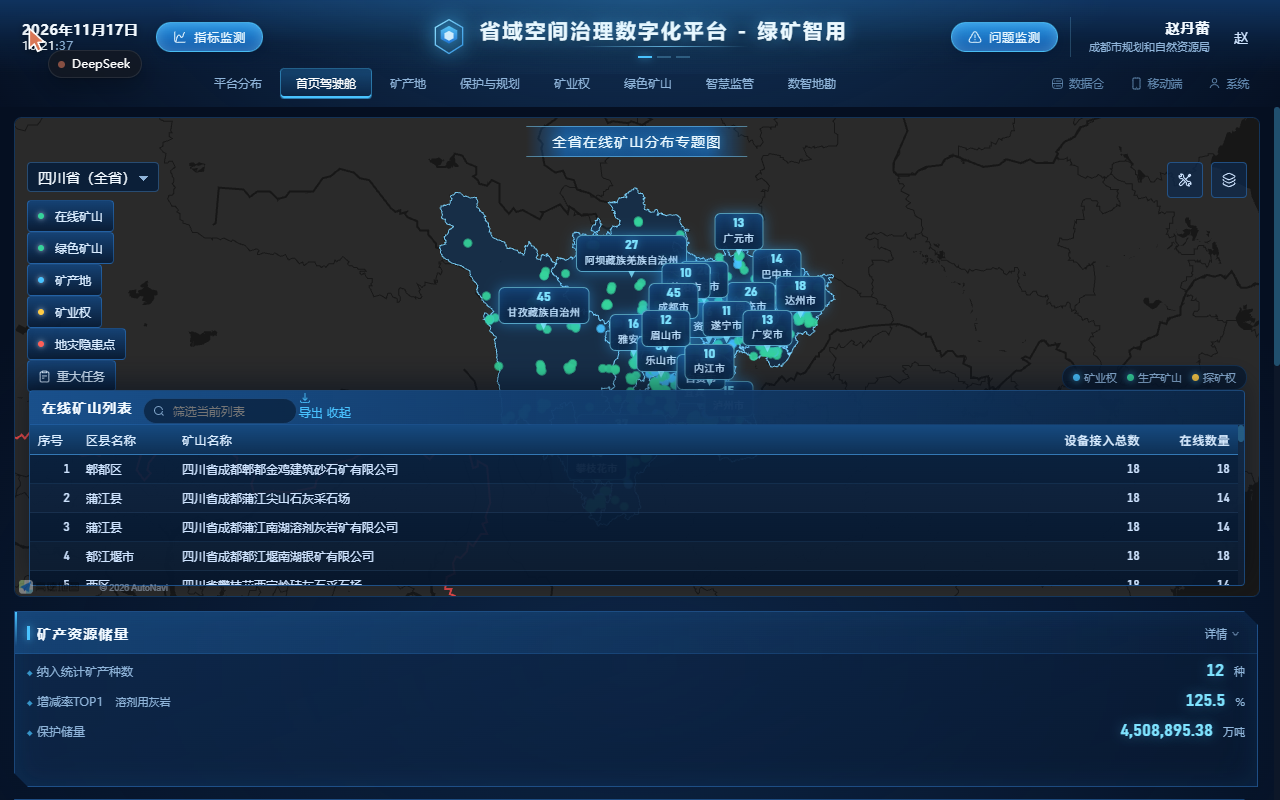 2026年11月17日
指标监测
省域空间治理数字化平台 - 绿矿智用
问题监测
赵丹蕾
成都市规划和自然资源局
赵
DeepSeek
平台分布
首页驾驶舱
矿产地
保护与规划
矿业权
绿色矿山
智慧监管
数智地勘
数据仓
移动端
系统
全省在线矿山分布专题图
四川省（全省）
在线矿山
绿色矿山
矿产地
矿业权
地灾隐患点
重大任务
13
广元市
27
阿坝藏族羌族自治州
14
巴中市
10
市
45
成都市
26
市
18
达州市
45
甘孜藏族自治州
16
雅安
12
眉山市
资
11
遂宁市
13
广安市
乐山市
10
内江市
矿业权
生产矿山
探矿权
在线矿山列表
筛选当前列表
导出 收起
序号 区县名称 矿山名称 设备接入总数 在线数量
1 郫都区 四川省成都郫都金鸡建筑砂石矿有限公司 18 18
2 蒲江县 四川省成都蒲江尖山石灰采石场 18 14
3 蒲江县 四川省成都蒲江南湖溶剂灰岩矿有限公司 18 14
4 都江堰市 四川省成都都江堰南湖银矿有限公司 18 18
5 西区 18 14
© 2026 AutoNavi
矿产资源储量
详情
纳入统计矿产种数 12 种
增减率TOP1 溶剂用灰岩 125.5 %
保护储量 4,508,895.38 万吨